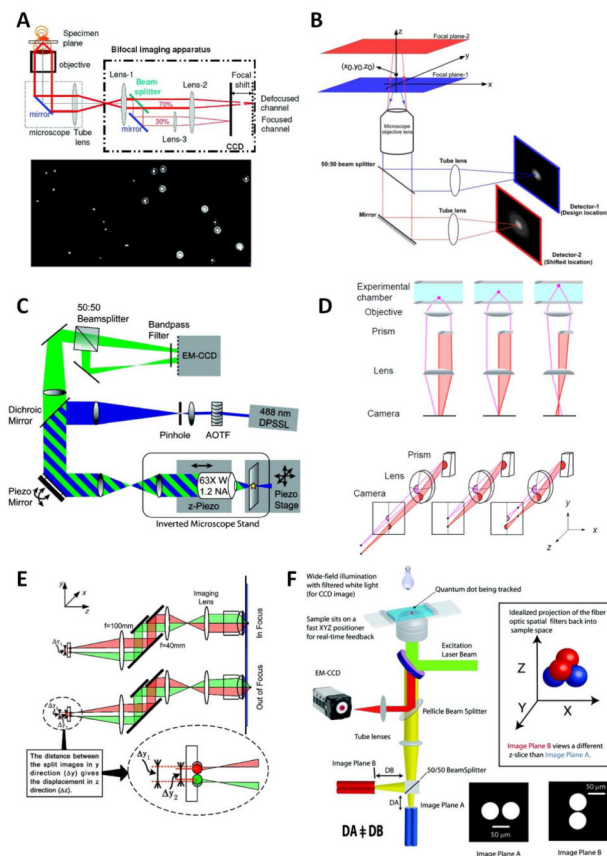 A
Specimen
plane
objective
mirror
microscope
Tube
lens
Bifocal imaging apparatus
Lens-1
Beam
splitter
Lens-2
Focal
shift
70%
30%
mirror
Lens-3
CCD
Defocused
channel
Focused
channel
B
z
Focal plane-2
y
(x0,y0,z0)
Focal plane-1
x
Microscope
objective lens
50:50 beam splitter
Tube lens
Detector-1
(Design location)
Mirror
Tube lens
Detector-2
(Shifted location)
C
50:50
Beamsplitter
Bandpass
Filter
EM-CCD
Dichroic
Mirror
Pinhole
AOTF
488 nm
DPSSL
Piezo
Mirror
63X W
1.2 NA
z-Piezo
Piezo
Stage
Inverted Microscope Stand
D
Experimental
chamber
Objective
Prism
Lens
Camera
Prism
Lens
Camera
y
x
z
E
y
x
z
f=100mm
Imaging
Lens
In Focus
Δy₁
f=40mm
Out of Focus
The distance between
the split images in y
direction (Δy) gives
the displacement in z
direction (Δz).
Δy₁
Δy₂
F
Wide-field illumination
with filtered white light
(for CCD image)
Quantum dot being tracked
Sample sits on a
fast XYZ positioner
for real-time feedback
Excitation
Laser Beam
EM-CCD
Pellicle Beam Splitter
Tube lenses
Image Plane B
DB
50/50 BeamSplitter
DA
Image Plane A
DA ‡ DB
Idealized projection of the fiber
optic spatial filters back into
sample space
Z
Y
X
Image Plane B views a different
z-slice than Image Plane A.
50 µm
Image Plane A
50 µm
Image Plane B